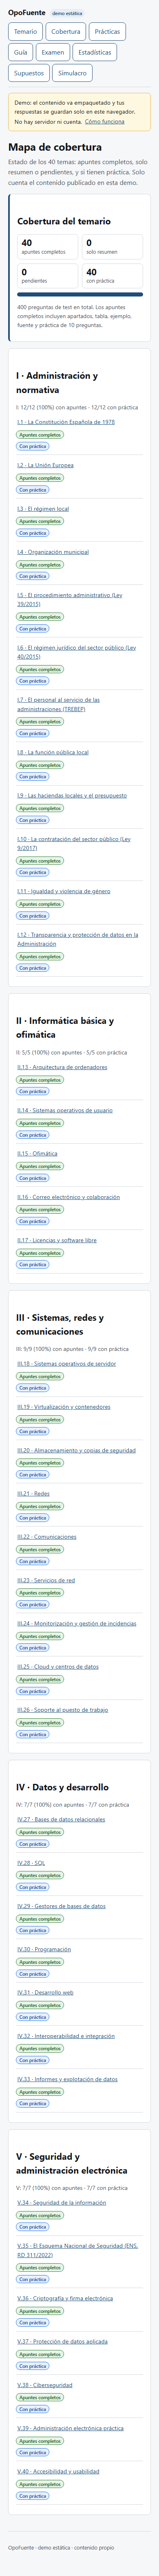 OpoFuente demo estática
Temario Cobertura Prácticas
Guía Examen Estadísticas
Supuestos Simulacro
Demo: el contenido va empaquetado y tus
respuestas se guardan solo en este navegador.
No hay servidor ni cuenta. Cómo funciona
Mapa de cobertura
Estado de los 40 temas: apuntes completos, solo
resumen o pendientes, y si tienen práctica. Solo
cuenta el contenido publicado en esta demo.
Cobertura del temario
40 0
apuntes completos solo resumen
0 40
pendientes con práctica
400 preguntas de test en total. Los apuntes
completos incluyen apartados, tabla, ejemplo,
fuente y práctica de 10 preguntas.
I · Administración y
normativa
I: 12/12 (100%) con apuntes · 12/12 con práctica
I.1 · La Constitución Española de 1978
Apuntes completos
Con práctica
I.2 · La Unión Europea
Apuntes completos
Con práctica
I.3 · El régimen local
Apuntes completos
Con práctica
I.4 · Organización municipal
Apuntes completos
Con práctica
I.5 · El procedimiento administrativo (Ley
39/2015)
Apuntes completos
Con práctica
I.6 · El régimen jurídico del sector público (Ley
40/2015)
Apuntes completos
Con práctica
I.7 · El personal al servicio de las
administraciones (TREBEP)
Apuntes completos
Con práctica
I.8 · La función pública local
Apuntes completos
Con práctica
I.9 · Las haciendas locales y el presupuesto
Apuntes completos
Con práctica
I.10 · La contratación del sector público (Ley
9/2017)
Apuntes completos
Con práctica
I.11 · Igualdad y violencia de género
Apuntes completos
Con práctica
I.12 · Transparencia y protección de datos en la
Administración
Apuntes completos
Con práctica
II · Informática básica y
ofimática
II: 5/5 (100%) con apuntes · 5/5 con práctica
II.13 · Arquitectura de ordenadores
Apuntes completos
Con práctica
II.14 · Sistemas operativos de usuario
Apuntes completos
Con práctica
II.15 · Ofimática
Apuntes completos
Con práctica
II.16 · Correo electrónico y colaboración
Apuntes completos
Con práctica
II.17 · Licencias y software libre
Apuntes completos
Con práctica
III · Sistemas, redes y
comunicaciones
III: 9/9 (100%) con apuntes · 9/9 con práctica
III.18 · Sistemas operativos de servidor
Apuntes completos
Con práctica
III.19 · Virtualización y contenedores
Apuntes completos
Con práctica
III.20 · Almacenamiento y copias de seguridad
Apuntes completos
Con práctica
III.21 · Redes
Apuntes completos
Con práctica
III.22 · Comunicaciones
Apuntes completos
Con práctica
III.23 · Servicios de red
Apuntes completos
Con práctica
III.24 · Monitorización y gestión de incidencias
Apuntes completos
Con práctica
III.25 · Cloud y centros de datos
Apuntes completos
Con práctica
III.26 · Soporte al puesto de trabajo
Apuntes completos
Con práctica
IV · Datos y desarrollo
IV: 7/7 (100%) con apuntes · 7/7 con práctica
IV.27 · Bases de datos relacionales
Apuntes completos
Con práctica
IV.28 · SQL
Apuntes completos
Con práctica
IV.29 · Gestores de bases de datos
Apuntes completos
Con práctica
IV.30 · Programación
Apuntes completos
Con práctica
IV.31 · Desarrollo web
Apuntes completos
Con práctica
IV.32 · Interoperabilidad e integración
Apuntes completos
Con práctica
IV.33 · Informes y explotación de datos
Apuntes completos
Con práctica
V · Seguridad y
administración electrónica
V: 7/7 (100%) con apuntes · 7/7 con práctica
V.34 · Seguridad de la información
Apuntes completos
Con práctica
V.35 · El Esquema Nacional de Seguridad (ENS,
RD 311/2022)
Apuntes completos
Con práctica
V.36 · Criptografía y firma electrónica
Apuntes completos
Con práctica
V.37 · Protección de datos aplicada
Apuntes completos
Con práctica
V.38 · Ciberseguridad
Apuntes completos
Con práctica
V.39 · Administración electrónica práctica
Apuntes completos
Con práctica
V.40 · Accesibilidad y usabilidad
Apuntes completos
Con práctica
OpoFuente · demo estática · contenido propio